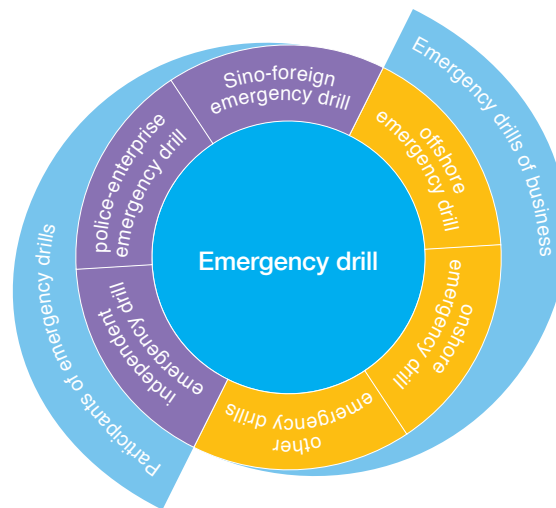 Emergency drill
Sino-foreign
emergency drill
police-enterprise
emergency drill
independent
emergency drill
offshore
emergency drill
onshore
emergency drill
other
emergency drills
Participants of emergency drills
Emergency drills of business